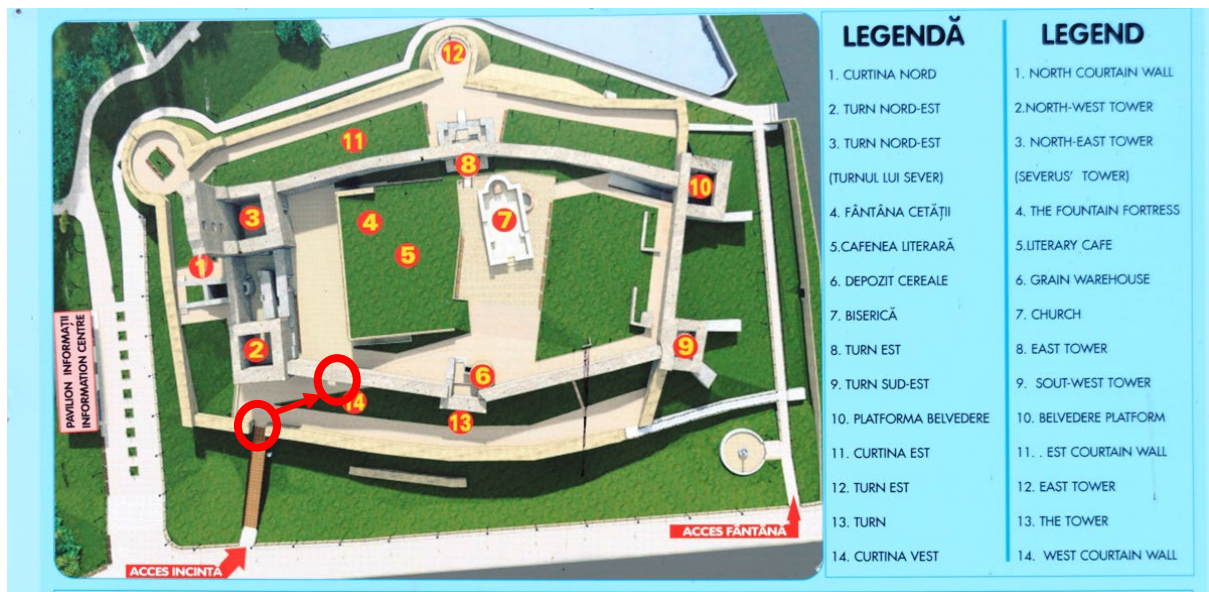 12
11
8
10
3
4
7
5
1
2
6
9
14
13
PAVILION INFORMAȚII
INFORMATION CENTRE
ACCES FÂNTÂNĂ
ACCES INCINTĂ
LEGENDĂ
1. CURTINA NORD
2. TURN NORD-EST
3. TURN NORD-EST
(TURNUL LUI SEVER)
4. FÂNTÂNA CETĂȚII
5.CAFENEA LITERARĂ
6. DEPOZIT CEREALE
7. BISERICĂ
8. TURN EST
9. TURN SUD-EST
10. PLATFORMA BELVEDERE
11. CURTINA EST
12. TURN EST
13. TURN
14. CURTINA VEST
LEGEND
1. NORTH COURTAIN WALL
2.NORTH-WEST TOWER
3. NORTH-EAST TOWER
(SEVERUS' TOWER)
4. THE FOUNTAIN FORTRESS
5.LITERARY CAFE
6. GRAIN WAREHOUSE
7. CHURCH
8. EAST TOWER
9. SOUT-WEST TOWER
10. BELVEDERE PLATFORM
11. . EST COURTAIN WALL
12. EAST TOWER
13. THE TOWER
14. WEST COURTAIN WALL